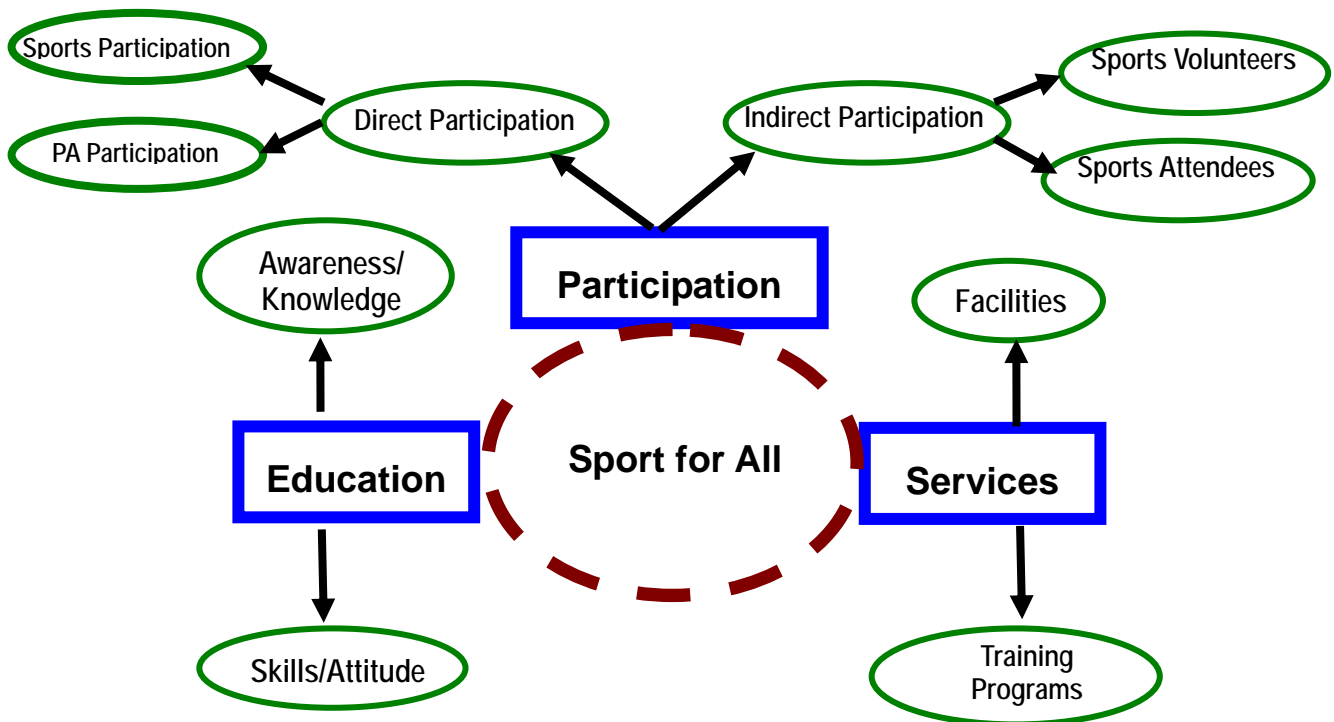 Sports Participation
Sports Volunteers
Direct Participation
Indirect Participation
PA Participation
Sports Attendees
Awareness/
Knowledge
Participation
Facilities
Sport for All
Education
Services
Skills/Attitude
Training
Programs